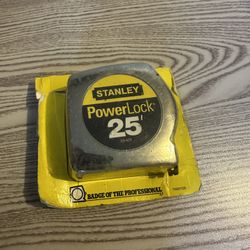 STANLEY
PowerLock
25'
BADGE OF THE PROFESSIONAL